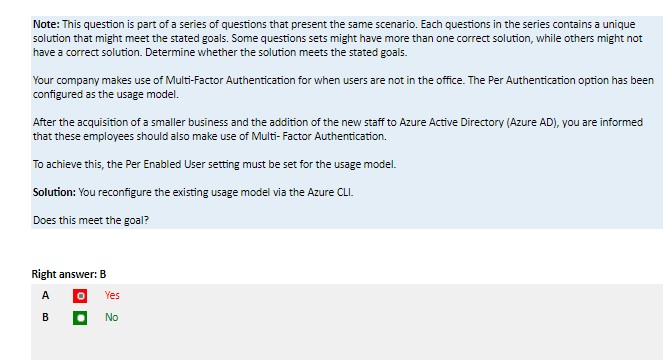 Note: This question is part of a series of questions that present the same scenario. Each questions in the series contains a unique
solution that might meet the stated goals. Some questions sets might have more than one correct solution, while others might not
have a correct solution. Determine whether the solution meets the stated goals.
Your company makes use of Multi-Factor Authentication for when users are not in the office. The Per Authentication option has been
configured as the usage model.
After the acquisition of a smaller business and the addition of the new staff to Azure Active Directory (Azure AD), you are informed
that these employees should also make use of Multi- Factor Authentication.
To achieve this, the Per Enabled User setting must be set for the usage model.
Solution: You reconfigure the existing usage model via the Azure CLI.
Does this meet the goal?
Right answer: B
A Yes
B No